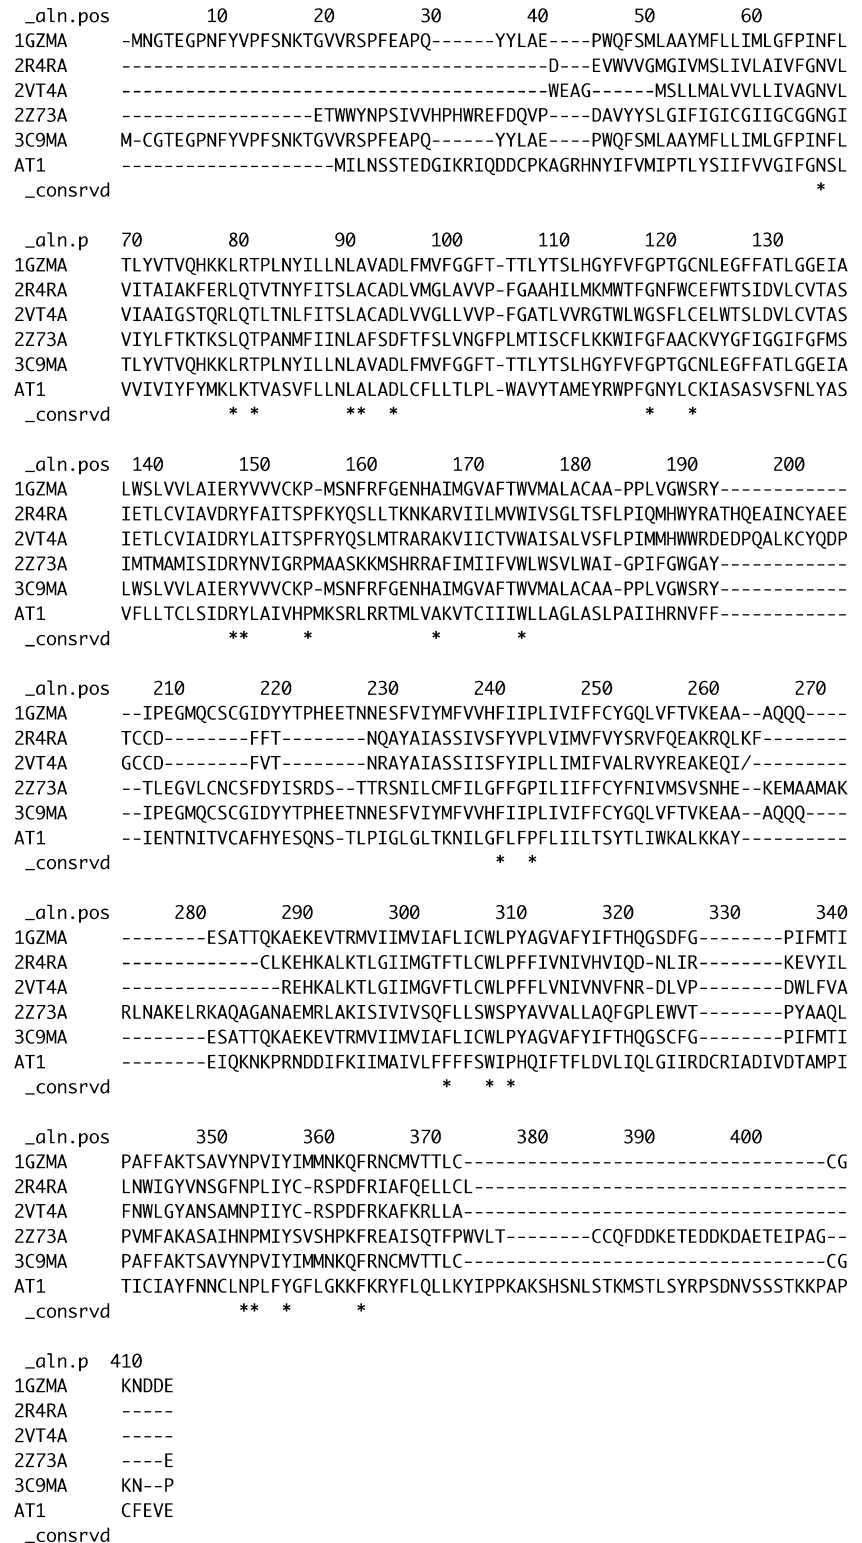 _aln.pos         10        20        30        40        50        60
1GZMA     -MNGTEGPNFYVPFSNKTGVVRSPFEAPQ------YYLAE----PWQFSMLAAYMFLLIMLGFPINFL
2R4RA     ----------------------------------------D---EVWVVGMGIVMSLIVLAIVFGNVL
2VT4A     ----------------------------------------WEAG------MSLLMALVVLLIVAGNVL
2Z73A     ------------------ETWWYNPSIVVHPHWREFDQVP----DAVYYSLGIFIGICGIIGCGGNGI
3C9MA     M-CGTEGPNFYVPFSNKTGVVRSPFEAPQ------YYLAE----PWQFSMLAAYMFLLIMLGFPINFL
AT1       --------------------MILNSSTEDGIKRIQDDCPKAGRHNYIFVMIPTLYSIIFVVGIFGNSL
_consrvd                                                                   *
_aln.p    70        80        90        100       110       120       130
1GZMA     TLYVTVQHKKLRTPLNYILLNLAVADLFMVFGGFT-TTLYTSLHGYFVFGPTGCNLEGFFATLGGEIA
2R4RA     VITAIAKFERLQTVTNYFITSLACADLVMGLAVVP-FGAAHILMKMWTFGNFWCEFWTSIDVLCVTAS
2VT4A     VIAAIGSTQRLQTLTNLFITSLACADLVVGLLVVP-FGATLVVRGTWLWGSFLCELWTSLDVLCVTAS
2Z73A     VIYLFTKTKSLQTPANMFIINLAFSDFTFSLVNGFPLMTISCFLKKWIFGFAACKVYGFIGGIFGFMS
3C9MA     TLYVTVQHKKLRTPLNYILLNLAVADLFMVFGGFT-TTLYTSLHGYFVFGPTGCNLEGFFATLGGEIA
AT1       VVIVIYFYMKLKTVASVFLLNLALADLCFLLTLPL-WAVYTAMEYRWPFGNYLCKIASASVSFNLYAS
_consrvd            * *        **  *                       *   *
_aln.pos   140       150       160       170       180       190       200
1GZMA     LWSLVVLAIERYVVVCKP-MSNFRFGENHAIMGVAFTWVMALACAA-PPLVGWSRY------------
2R4RA     IETLCVIAVDRYFAITSPFKYQSLLTKNKARVIILMVWIVSGLTSFLPIQMHWYRATHQEAINCYAEE
2VT4A     IETLCVIAIDRYLAITSPFRYQSLMTRARAKVIICTVWAISALVSFLPIMMHWWRDEDPQALKCYQDP
2Z73A     IMTMAMISIDRYNVIGRPMAASKKMSHRRAFIMIIFVWLWSVLWAI-GPIFGWGAY------------
3C9MA     LWSLVVLAIERYVVVCKP-MSNFRFGENHAIMGVAFTWVMALACAA-PPLVGWSRY------------
AT1       VFLLTCLSIDRYLAIVHPMKSRLRRTMLVAKVTCIIIWLLAGLASLPAIIHRNVFF------------
_consrvd            **     *           *       *
_aln.pos     210       220       230       240       250       260       270
1GZMA     --IPEGMQCSCGIDYYTPHEETNNESFVIYMFVVHFIIPLIVIFFCYGQLVFTVKEAA--AQQQ----
2R4RA     TCCD--------FFT--------NQAYAIASSIVSFYVPLVIMVFVYSRVFQEAKRQLKF--------
2VT4A     GCCD--------FVT--------NRAYAIASSIISFYIPLLIMIFVALRVYREAKEQI/---------
2Z73A     --TLEGVLCNCSFDYISRDS--TTRSNILCMFILGFFGPILIIFFCYFNIVMSVSNHE--KEMAAMAK
3C9MA     --IPEGMQCSCGIDYYTPHEETNNESFVIYMFVVHFIIPLIVIFFCYGQLVFTVKEAA--AQQQ----
AT1       --IENTNITVCAFHYESQNS-TLPIGLGLTKNILGFLFPFLIILTSYTLIWKALKKAY----------
_consrvd                                     *  *
_aln.pos       280       290       300       310       320       330       340
1GZMA     --------ESATTQKAEKEVTRMVIIMVIAFLICWLPYAGVAFYIFTHQGSDFG--------PIFMTI
2R4RA     -------------CLKEHKALKTLGIIMGTFTLCWLPFFIVNIVHVIQD-NLIR--------KEVYIL
2VT4A     ---------------REHKALKTLGIIMGVFTLCWLPFFLVNIVNVFNR-DLVP--------DWLFVA
2Z73A     RLNAKELRKAQAGANAEMRLAKISIVIVSQFLLSWSPYAVVALLAQFGPLEWVT--------PYAAQL
3C9MA     --------ESATTQKAEKEVTRMVIIMVIAFLICWLPYAGVAFYIFTHQGSCFG--------PIFMTI
AT1       --------EIQKNKPRNDDIFKIIMAIVLFFFFSWIPHQIFTFLDVLIQLGIIRDCRIADIVDTAMPI
_consrvd                                *   * *
_aln.pos         350       360       370       380       390       400
1GZMA     PAFFAKTSAVYNPVIYIMMNKQFRNCMVTTLC----------------------------------CG
2R4RA     LNWIGYVNSGFNPLIYC-RSPDFRIAFQELLCL-----------------------------------
2VT4A     FNWLGYANSAMNPIIYC-RSPDFRKAFKRLLA------------------------------------
2Z73A     PVMFAKASAIHNPMIYSVSHPKFREAISQTFPWVLT--------CCQFDDKETEDDKDAETEIPAG--
3C9MA     PAFFAKTSAVYNPVIYIMMNKQFRNCMVTTLC----------------------------------CG
AT1       TICIAYFNNCLNPLFYGFLGKKFKRYFLQLLKYIPPKAKSHSNLSTKMSTLSYRPSDNVSSSTKKPAP
_consrvd             **  *      *
_aln.p   410
1GZMA     KNDDE
2R4RA     -----
2VT4A     -----
2Z73A     ----E
3C9MA     KN--P
AT1       CFEVE
_consrvd